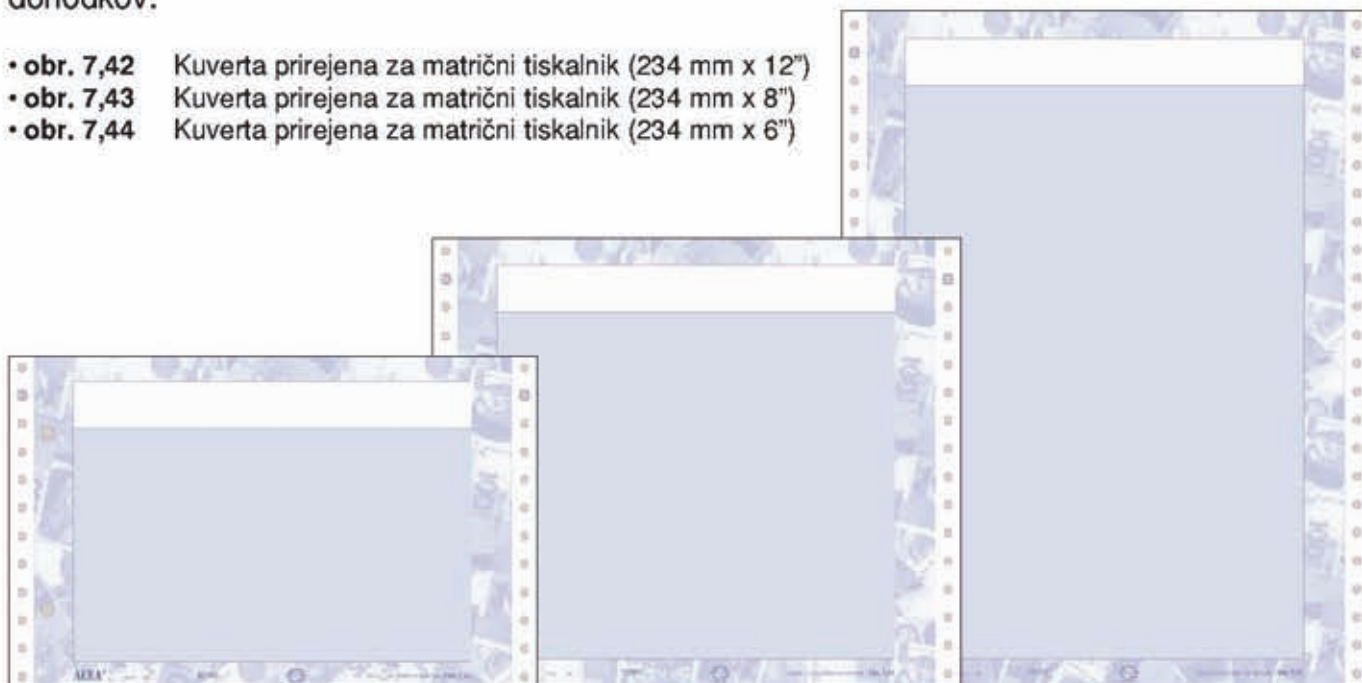 dohodkov.
• obr. 7,42 Kuverta prirejena za matrični tiskalnik (234 mm x 12")
• obr. 7,43 Kuverta prirejena za matrični tiskalnik (234 mm x 8")
• obr. 7,44 Kuverta prirejena za matrični tiskalnik (234 mm x 6")